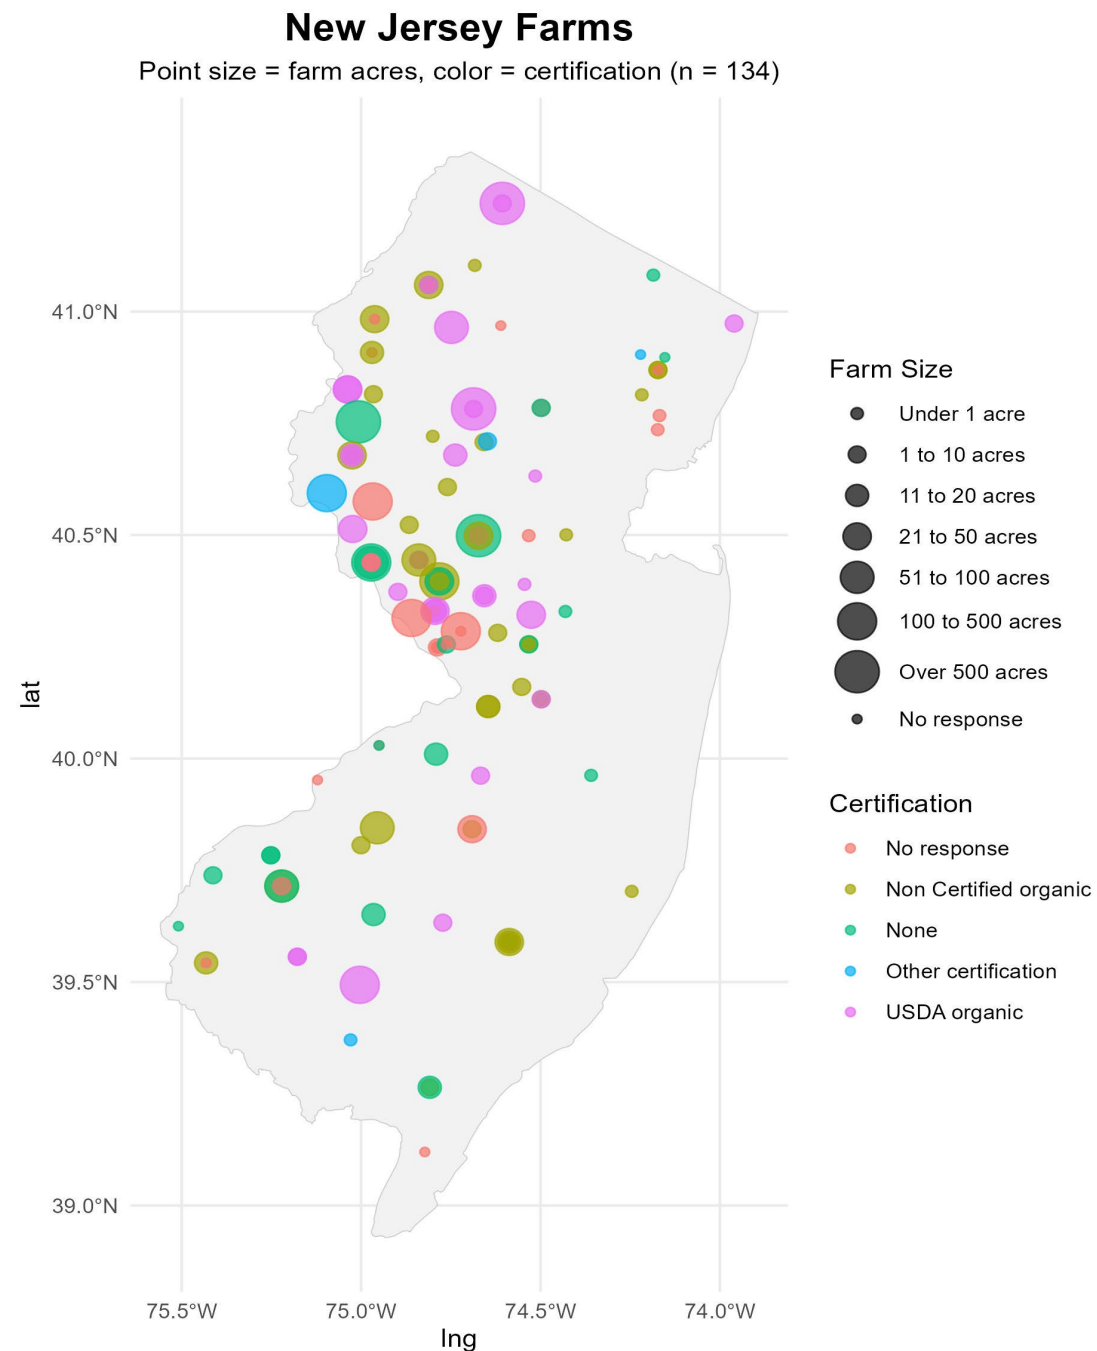 New Jersey Farms
Point size = farm acres, color = certification (n = 134)
41.0°N
40.5°N
40.0°N
39.5°N
39.0°N
lat
75.5°W
75.0°W
74.5°W
74.0°W
lng
Farm Size
Under 1 acre
1 to 10 acres
11 to 20 acres
21 to 50 acres
51 to 100 acres
100 to 500 acres
Over 500 acres
No response
Certification
No response
Non Certified organic
None
Other certification
USDA organic